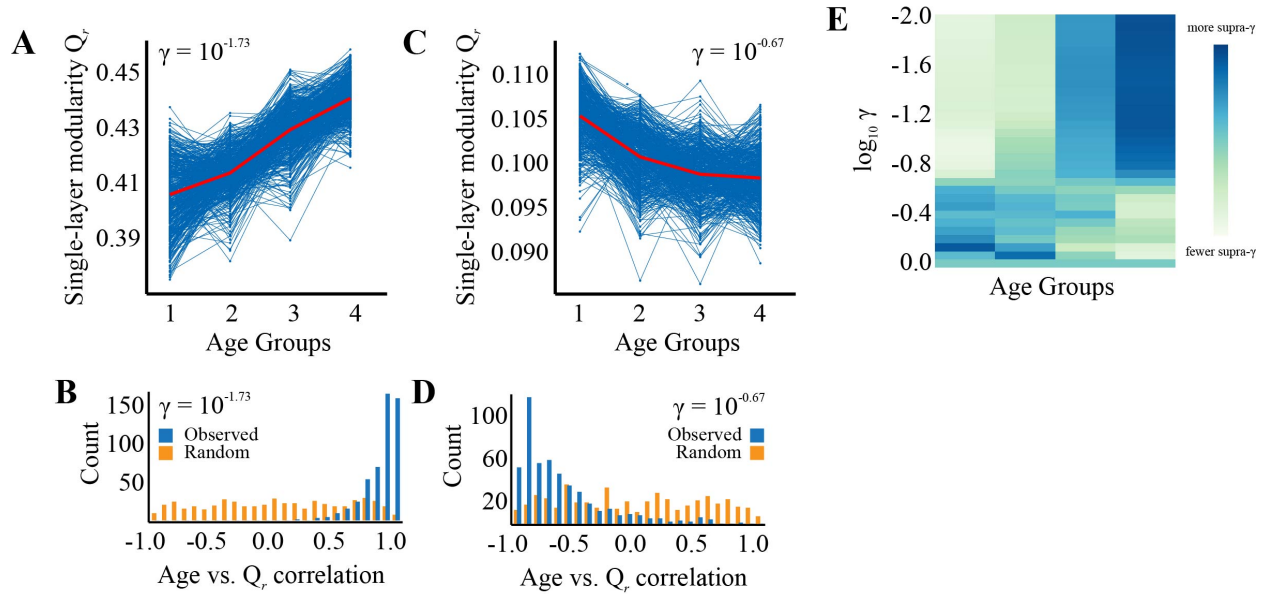 A
γ = 10^-1.73
Single-layer modularity Q_r
0.45
0.43
0.41
0.39
1 2 3 4
Age Groups
C
γ = 10^-0.67
Single-layer modularity Q_r
0.110
0.105
0.100
0.095
0.090
1 2 3 4
Age Groups
E
log₁₀ γ
-2.0
-1.6
-1.2
-0.8
-0.4
0.0
Age Groups
more supra-γ
fewer supra-γ
B
γ = 10^-1.73
Observed
Random
Count
150
100
50
-1.0 -0.5 0.0 0.5 1.0
Age vs. Q_r correlation
D
γ = 10^-0.67
Observed
Random
Count
100
60
20
-1.0 -0.5 0.0 0.5 1.0
Age vs. Q_r correlation